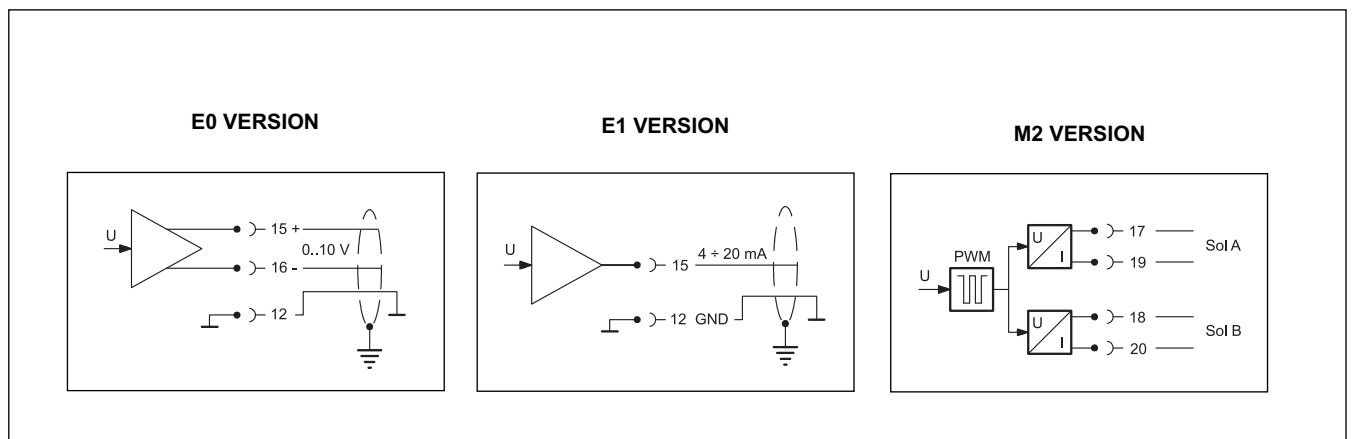 E0 VERSION
E1 VERSION
M2 VERSION
U
15 +
0..10 V
16 -
12
U
15
4 ÷ 20 mA
12 GND
U
PWM
U
I
17
19
Sol A
U
I
18
20
Sol B